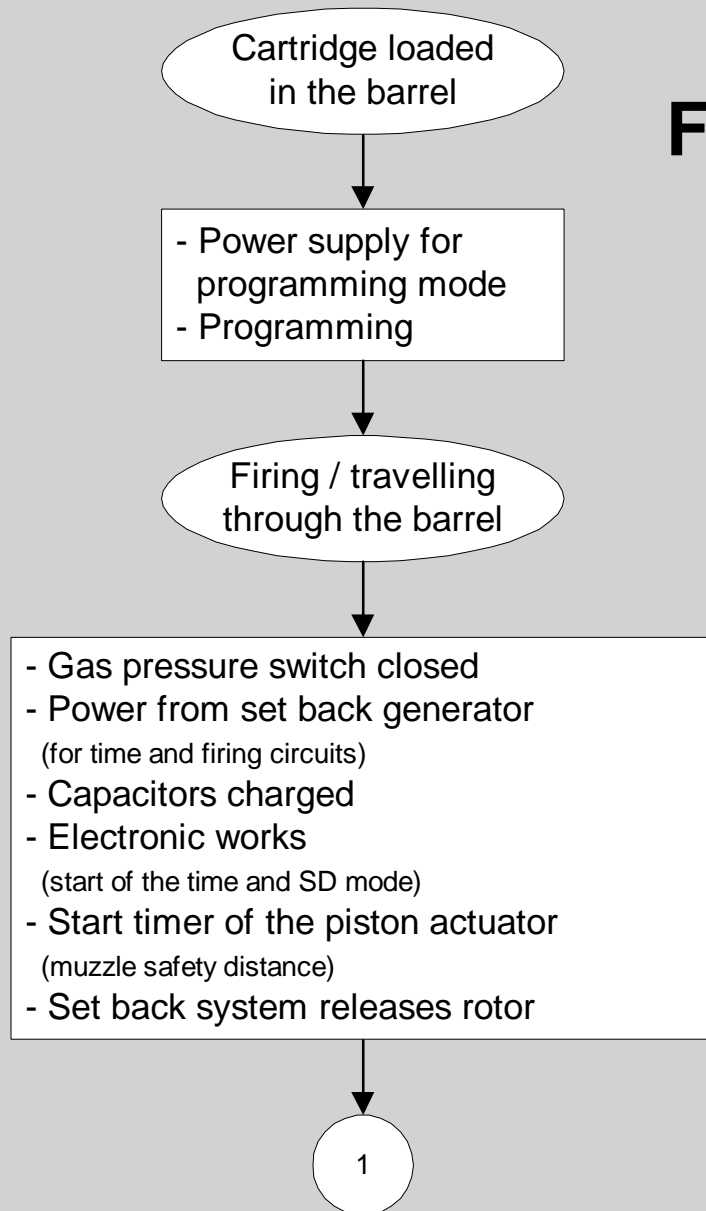 Cartridge loaded
in the barrel
F
- Power supply for
programming mode
- Programming
Firing / travelling
through the barrel
- Gas pressure switch closed
- Power from set back generator
(for time and firing circuits)
- Capacitors charged
- Electronic works
(start of the time and SD mode)
- Start timer of the piston actuator
(muzzle safety distance)
- Set back system releases rotor
1